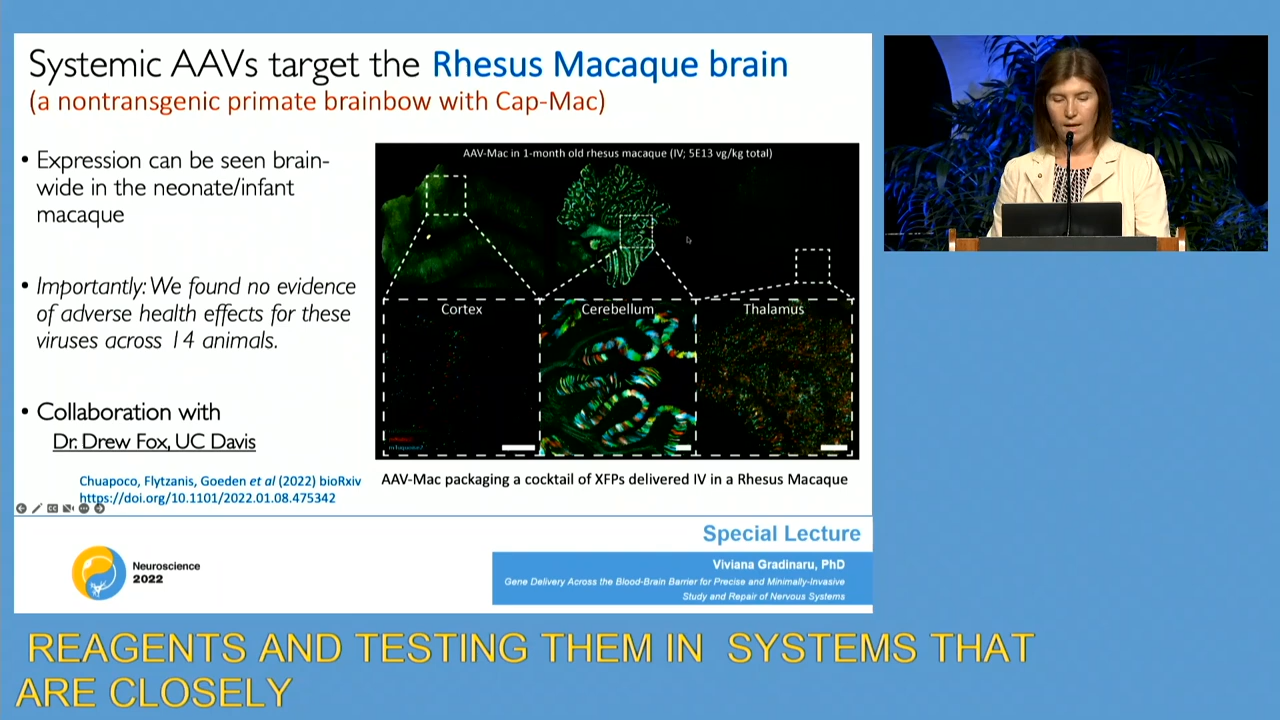 Systemic AAVs target the Rhesus Macaque brain
(a nontransgenic primate brainbow with Cap-Mac)
• Expression can be seen brain-
wide in the neonate/infant
macaque
• Importantly: We found no evidence
of adverse health effects for these
viruses across 14 animals.
• Collaboration with
Dr. Drew Fox, UC Davis
Chuapoco, Flytzanis, Goeden et al (2022) bioRxiv
https://doi.org/10.1101/2022.01.08.475342
AAV-Mac in 1-month old rhesus macaque (IV; 5E13 vg/kg total)
Cortex
Cerebellum
Thalamus
AAV-Mac packaging a cocktail of XFPs delivered IV in a Rhesus Macaque
Special Lecture
Neuroscience
2022
Viviana Gradinaru, PhD
Gene Delivery Across the Blood-Brain Barrier for Precise and Minimally-Invasive
Study and Repair of Nervous Systems
REAGENTS AND TESTING THEM IN SYSTEMS THAT
ARE CLOSELY